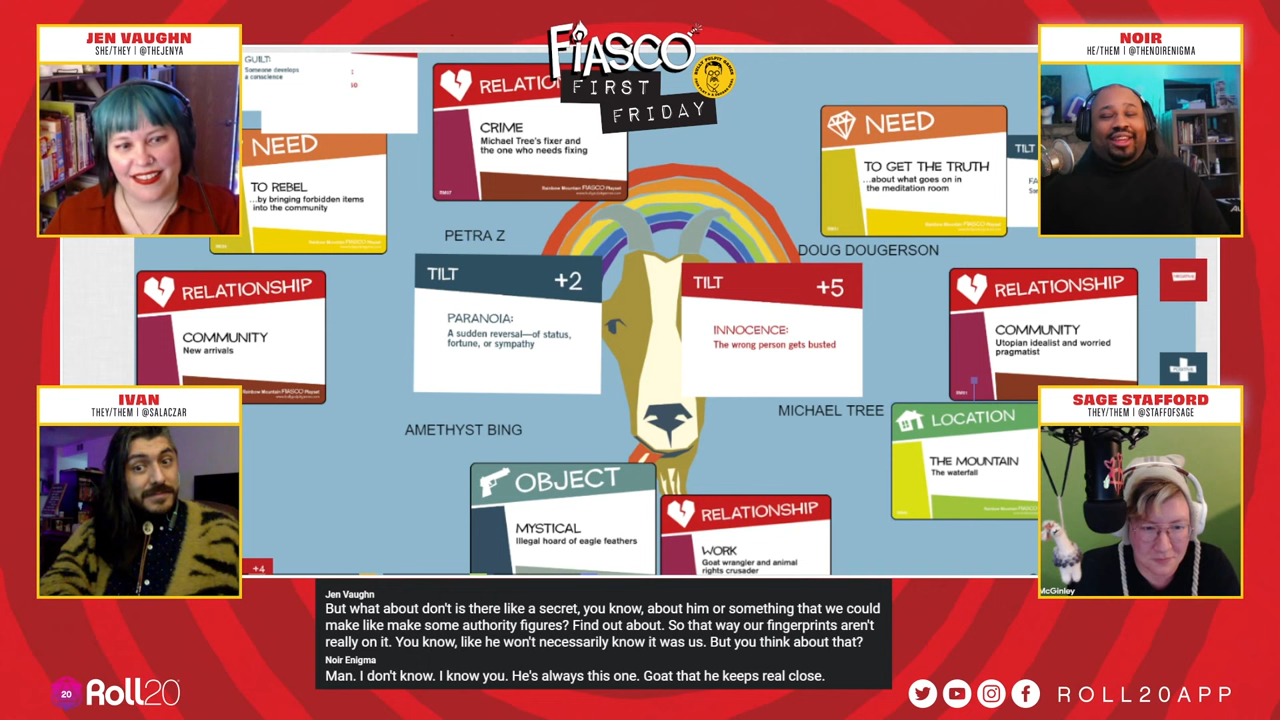 JEN VAUGHN
SHE/THEY | @THEJENYA
FIASCO
FIRST
FRIDAY
NOIR
HE/THEM | @THENOIRENIGMA
GUILT:
Someone develops
a conscience
NEED
TO REBEL
...by bringing forbidden items
into the community
CRIME
Michael Tree's fixer and
the one who needs fixing
Rainbow Mountain FIASCO Playset
NEED
TO GET THE TRUTH
...about what goes on in
the meditation room
TILT
PETRA Z
DOUG DOUGERSON
RELATIONSHIP
COMMUNITY
New arrivals
Rainbow Mountain FIASCO Playset
TILT +2
PARANOIA:
A sudden reversal—of status,
fortune, or sympathy
TILT +5
INNOCENCE:
The wrong person gets busted
RELATIONSHIP
COMMUNITY
Utopian idealist and worried
pragmatist
IVAN
THEY/THEM | @SALACZAR
AMETHYST BING
MICHAEL TREE
SAGE STAFFORD
THEY/THEM | @STAFFOFSAGE
LOCATION
THE MOUNTAIN
The waterfall
OBJECT
MYSTICAL
Illegal hoard of eagle feathers
RELATIONSHIP
WORK
Goat wrangler and animal
rights crusader
+4
McGinley
Jen Vaughn
But what about don't is there like a secret, you know, about him or something that we could
make like make some authority figures? Find out about. So that way our fingerprints aren't
really on it. You know, like he won't necessarily know it was us. But you think about that?
Noir Enigma
Man. I don't know. I know you. He's always this one. Goat that he keeps real close.
20
Roll20
ROLL20APP